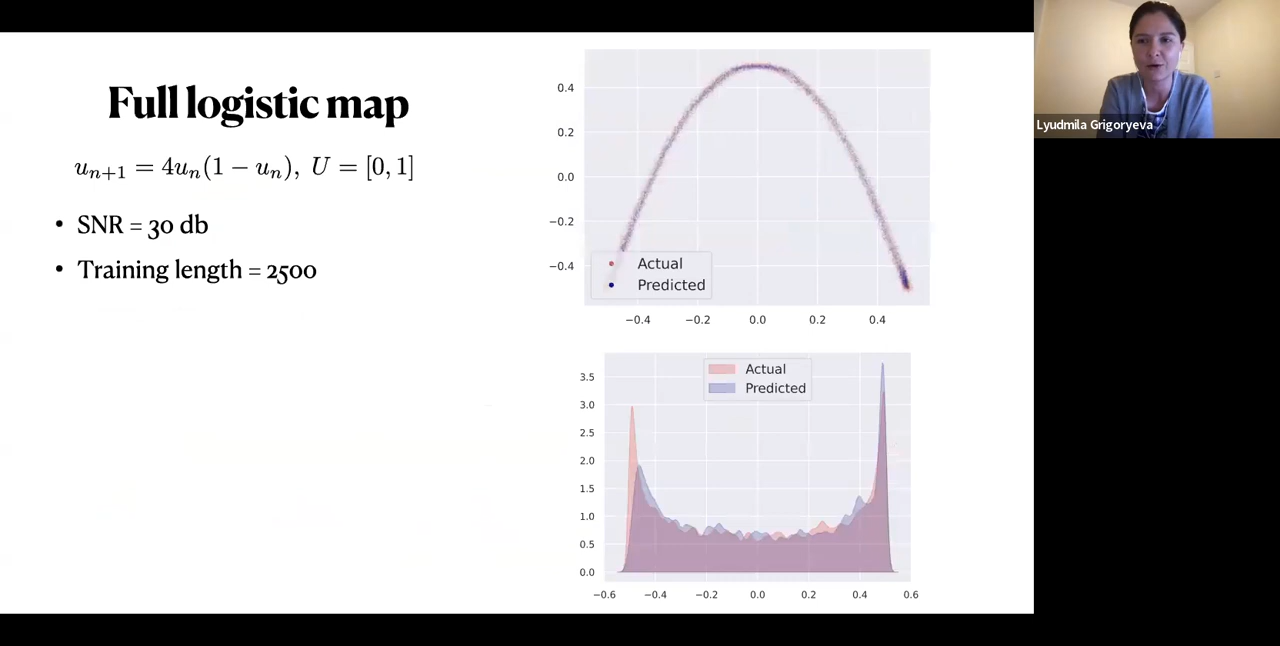 Full logistic map
uₙ₊₁ = 4uₙ(1 − uₙ), U = [0, 1]
• SNR = 30 db
• Training length = 2500
0.4
0.2
0.0
−0.2
−0.4
Actual
Predicted
−0.4 −0.2 0.0 0.2 0.4
Actual
Predicted
3.5
3.0
2.5
2.0
1.5
1.0
0.5
0.0
−0.6 −0.4 −0.2 0.0 0.2 0.4 0.6
Lyudmila Grigoryeva